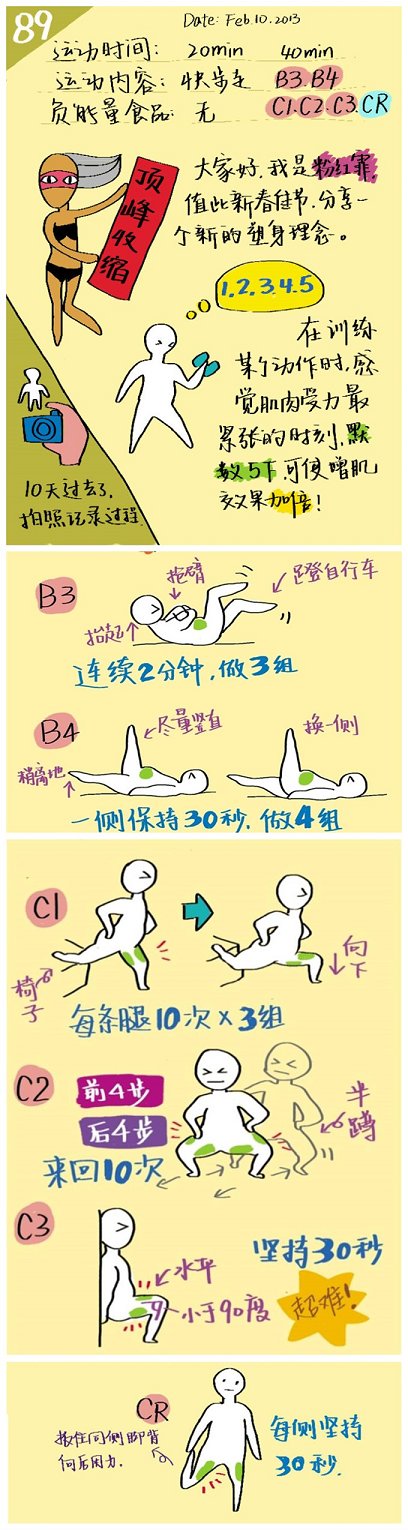 89
Date: Feb.10.2013
运动时间: 20min 40min
运动内容: 快步走 B3.B4
负能量食品: 无 C1.C2.C3.CR
顶峰收缩
大家好,我是粉红霏,
值此新春佳节,分享一
个新的塑身理念。
1.2.3.4.5
在训练
某个动作时,感
觉肌肉受力最
紧张的时刻,默
数5下可使增肌
效果加倍!
10天过去了,
拍照记录过程.
B3
抱臂
足登自行车
抬起
连续2分钟,做3组
B4
尽量竖直
换一侧
稍离地
一侧保持30秒.做4组
C1
椅子
向下
每条腿10次×3组
C2
前4步
后4步
半蹲
来回10次
C3
水平
小于90度
坚持30秒
超难!
CR
扳住同侧脚背
向后用力.
每侧坚持
30秒.